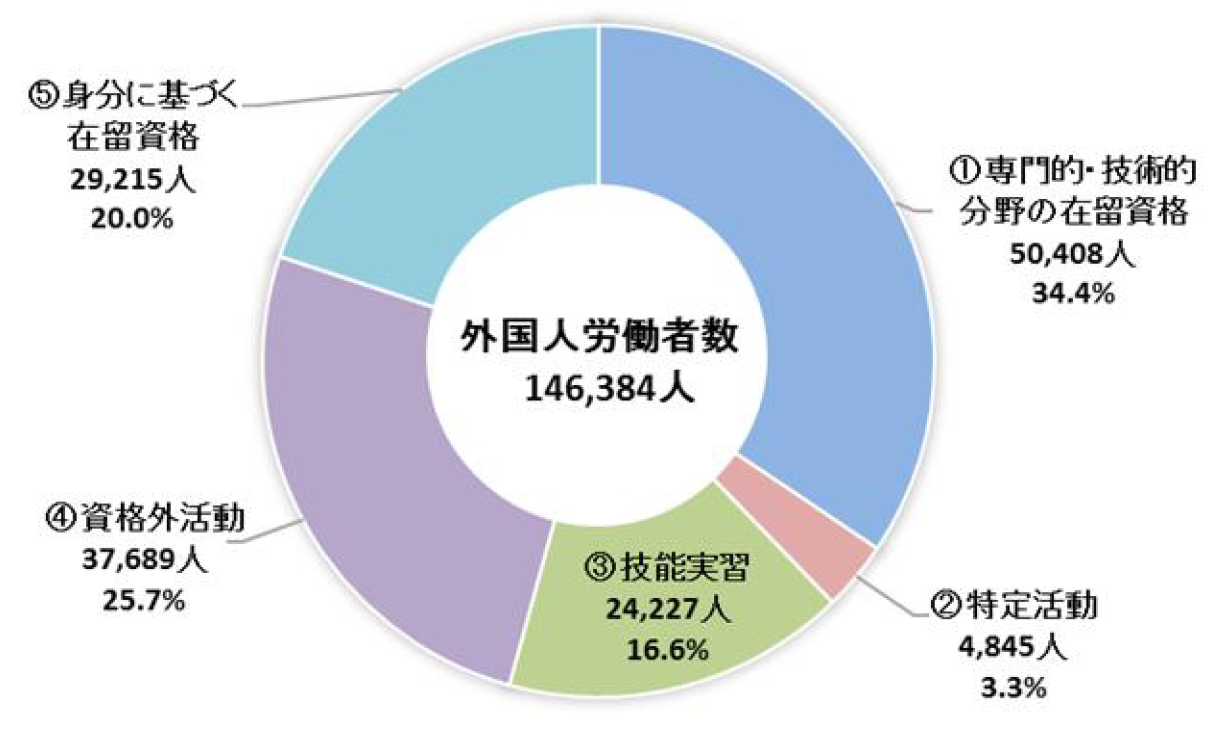 外国人労働者数
146,384人
①専門的・技術的
分野の在留資格
50,408人
34.4%
②特定活動
4,845人
3.3%
③技能実習
24,227人
16.6%
④資格外活動
37,689人
25.7%
⑤身分に基づく
在留資格
29,215人
20.0%